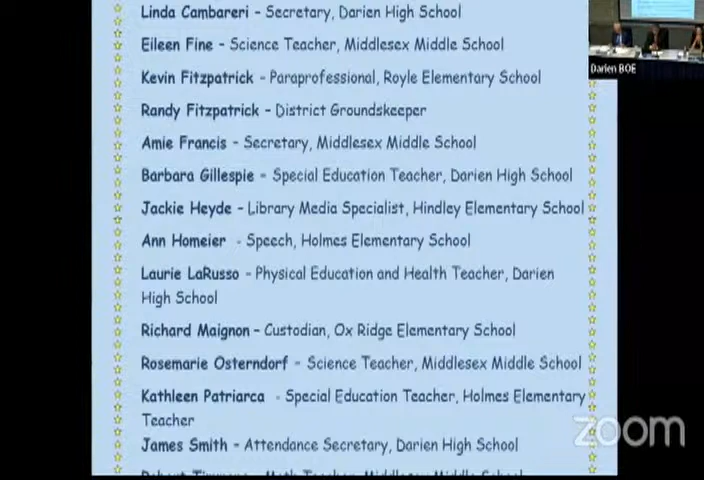 Linda Cambareri – Secretary, Darien High School
Eileen Fine – Science Teacher, Middlesex Middle School
Kevin Fitzpatrick – Paraprofessional, Royle Elementary School
Randy Fitzpatrick – District Groundskeeper
Amie Francis – Secretary, Middlesex Middle School
Barbara Gillespie – Special Education Teacher, Darien High School
Jackie Heyde – Library Media Specialist, Hindley Elementary School
Ann Homeier - Speech, Holmes Elementary School
Laurie LaRusso – Physical Education and Health Teacher, Darien
High School
Richard Maignon – Custodian, Ox Ridge Elementary School
Rosemarie Osterndorf – Science Teacher, Middlesex Middle School
Kathleen Patriarca - Special Education Teacher, Holmes Elementary
Teacher
James Smith – Attendance Secretary, Darien High School
Darien BOE
zoom